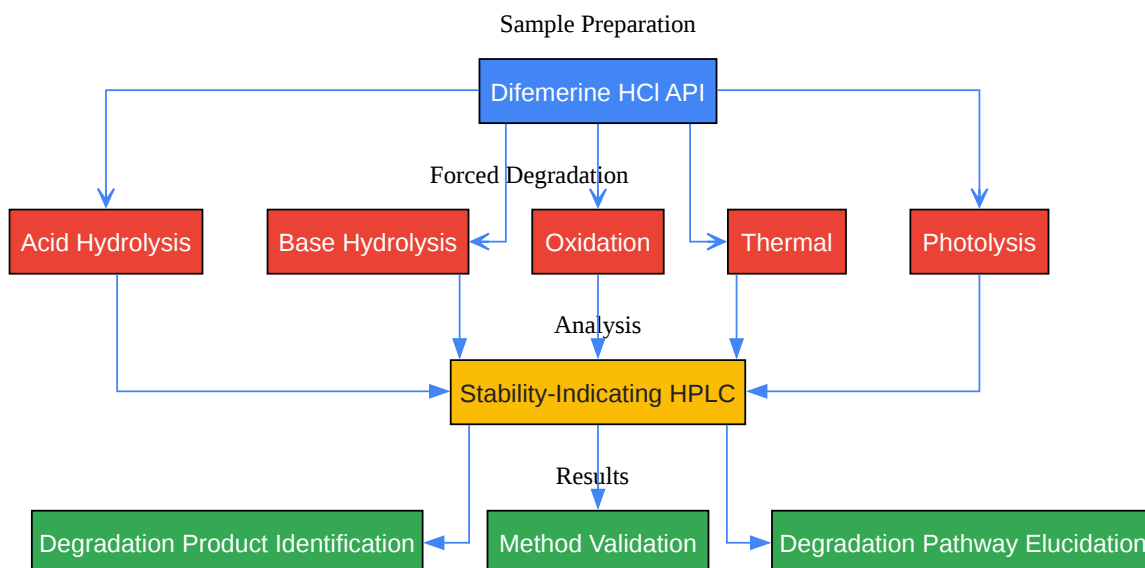 Sample Preparation
Difemerine HCl API
Forced Degradation
Acid Hydrolysis
Base Hydrolysis
Oxidation
Thermal
Photolysis
Analysis
Stability-Indicating HPLC
Results
Degradation Product Identification
Method Validation
Degradation Pathway Elucidation